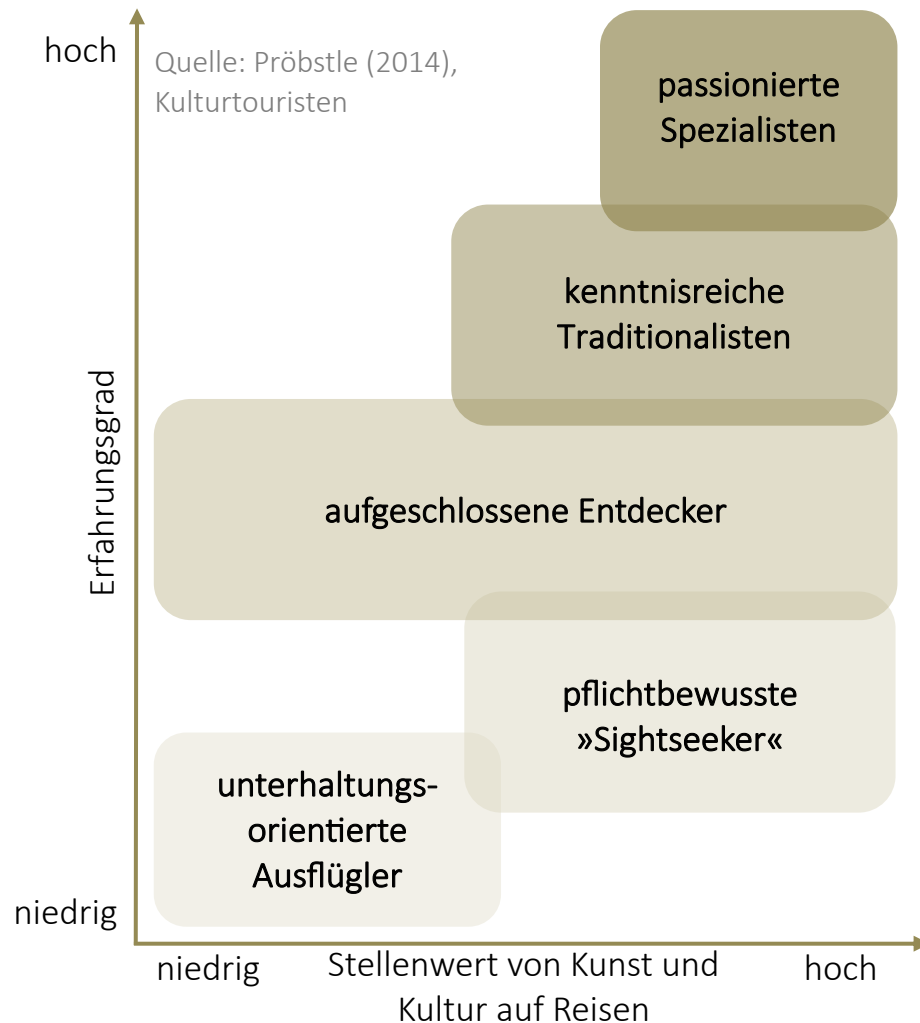 hoch
Quelle: Pröbstle (2014),
Kulturtouristen
passionierte
Spezialisten
kenntnisreiche
Traditionalisten
Erfahrungsgrad
aufgeschlossene Entdecker
pflichtbewusste
»Sightseeker«
unterhaltungs-
orientierte
Ausflügler
niedrig
niedrig
Stellenwert von Kunst und
Kultur auf Reisen
hoch